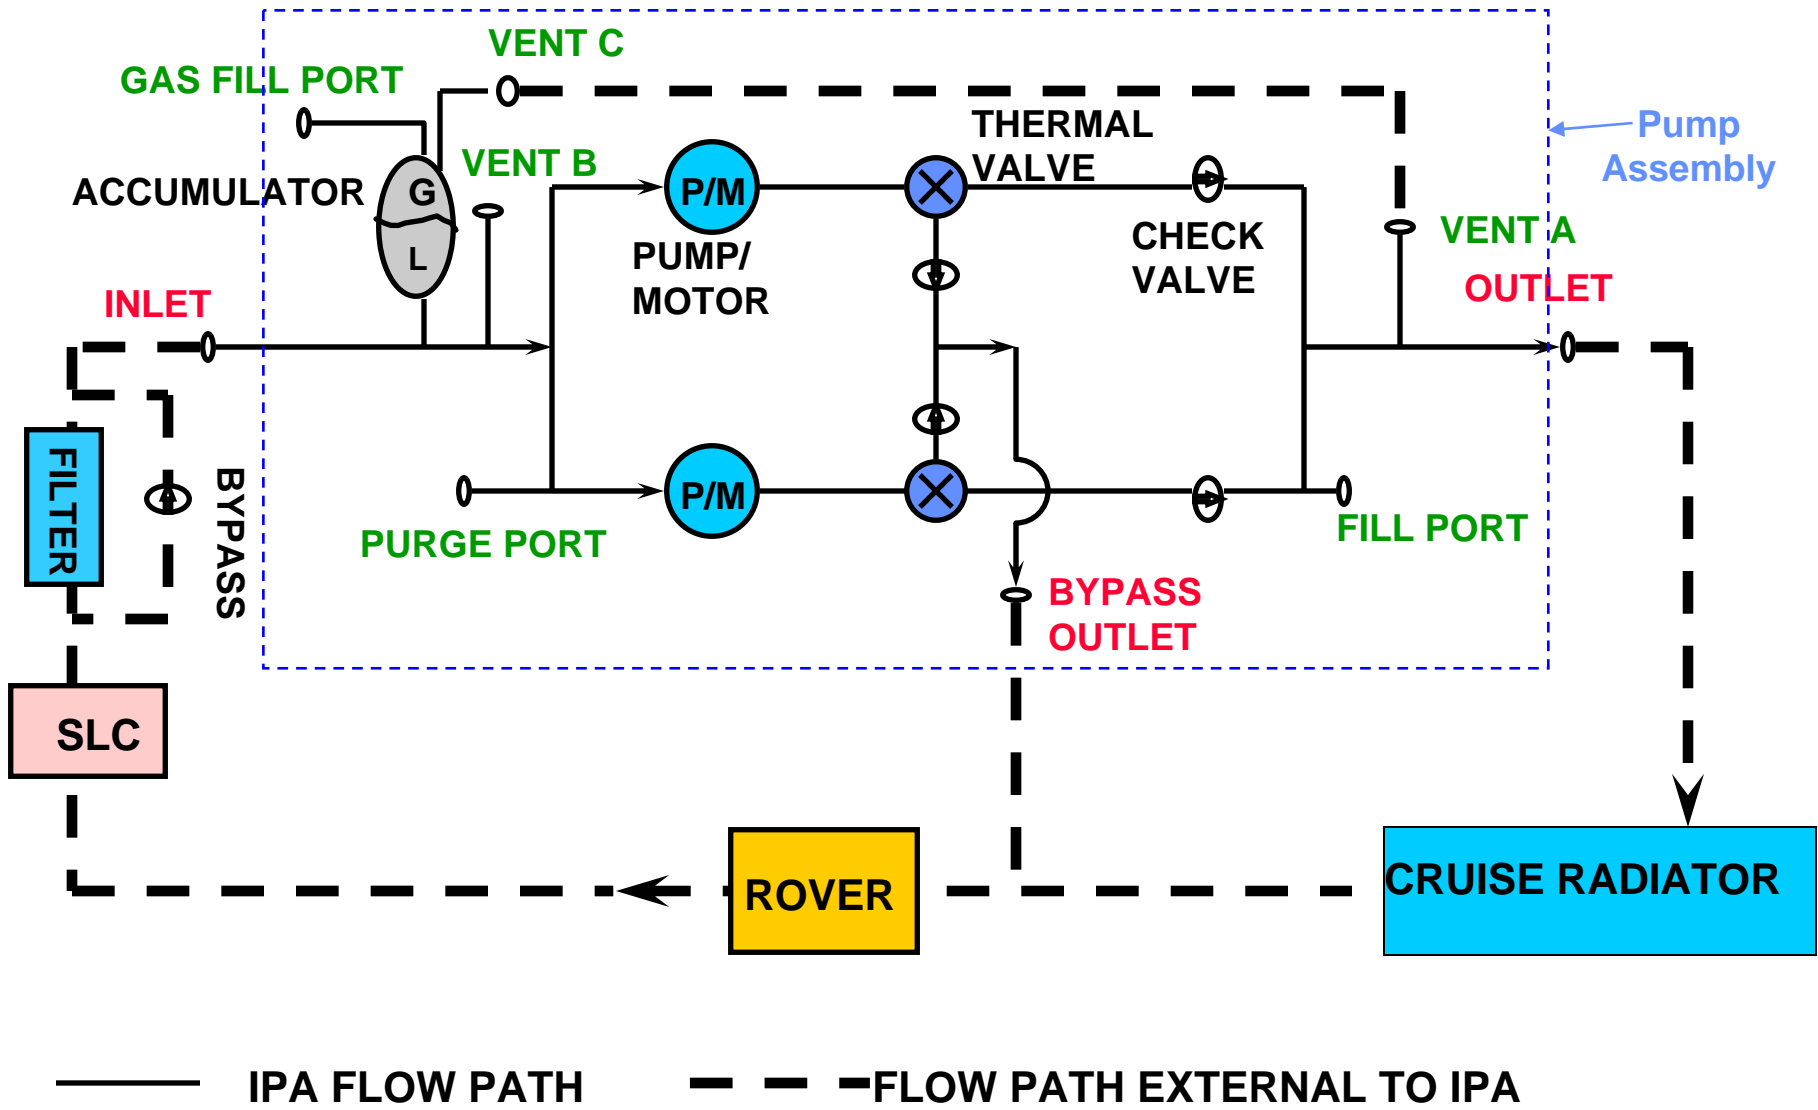 VENT C
GAS FILL PORT
THERMAL
VALVE
Pump
Assembly
VENT B
ACCUMULATOR
G
L
P/M
PUMP/
MOTOR
CHECK
VALVE
VENT A
OUTLET
INLET
FILTER
BYPASS
P/M
PURGE PORT
FILL PORT
BYPASS
OUTLET
SLC
ROVER
CRUISE RADIATOR
IPA FLOW PATH
FLOW PATH EXTERNAL TO IPA